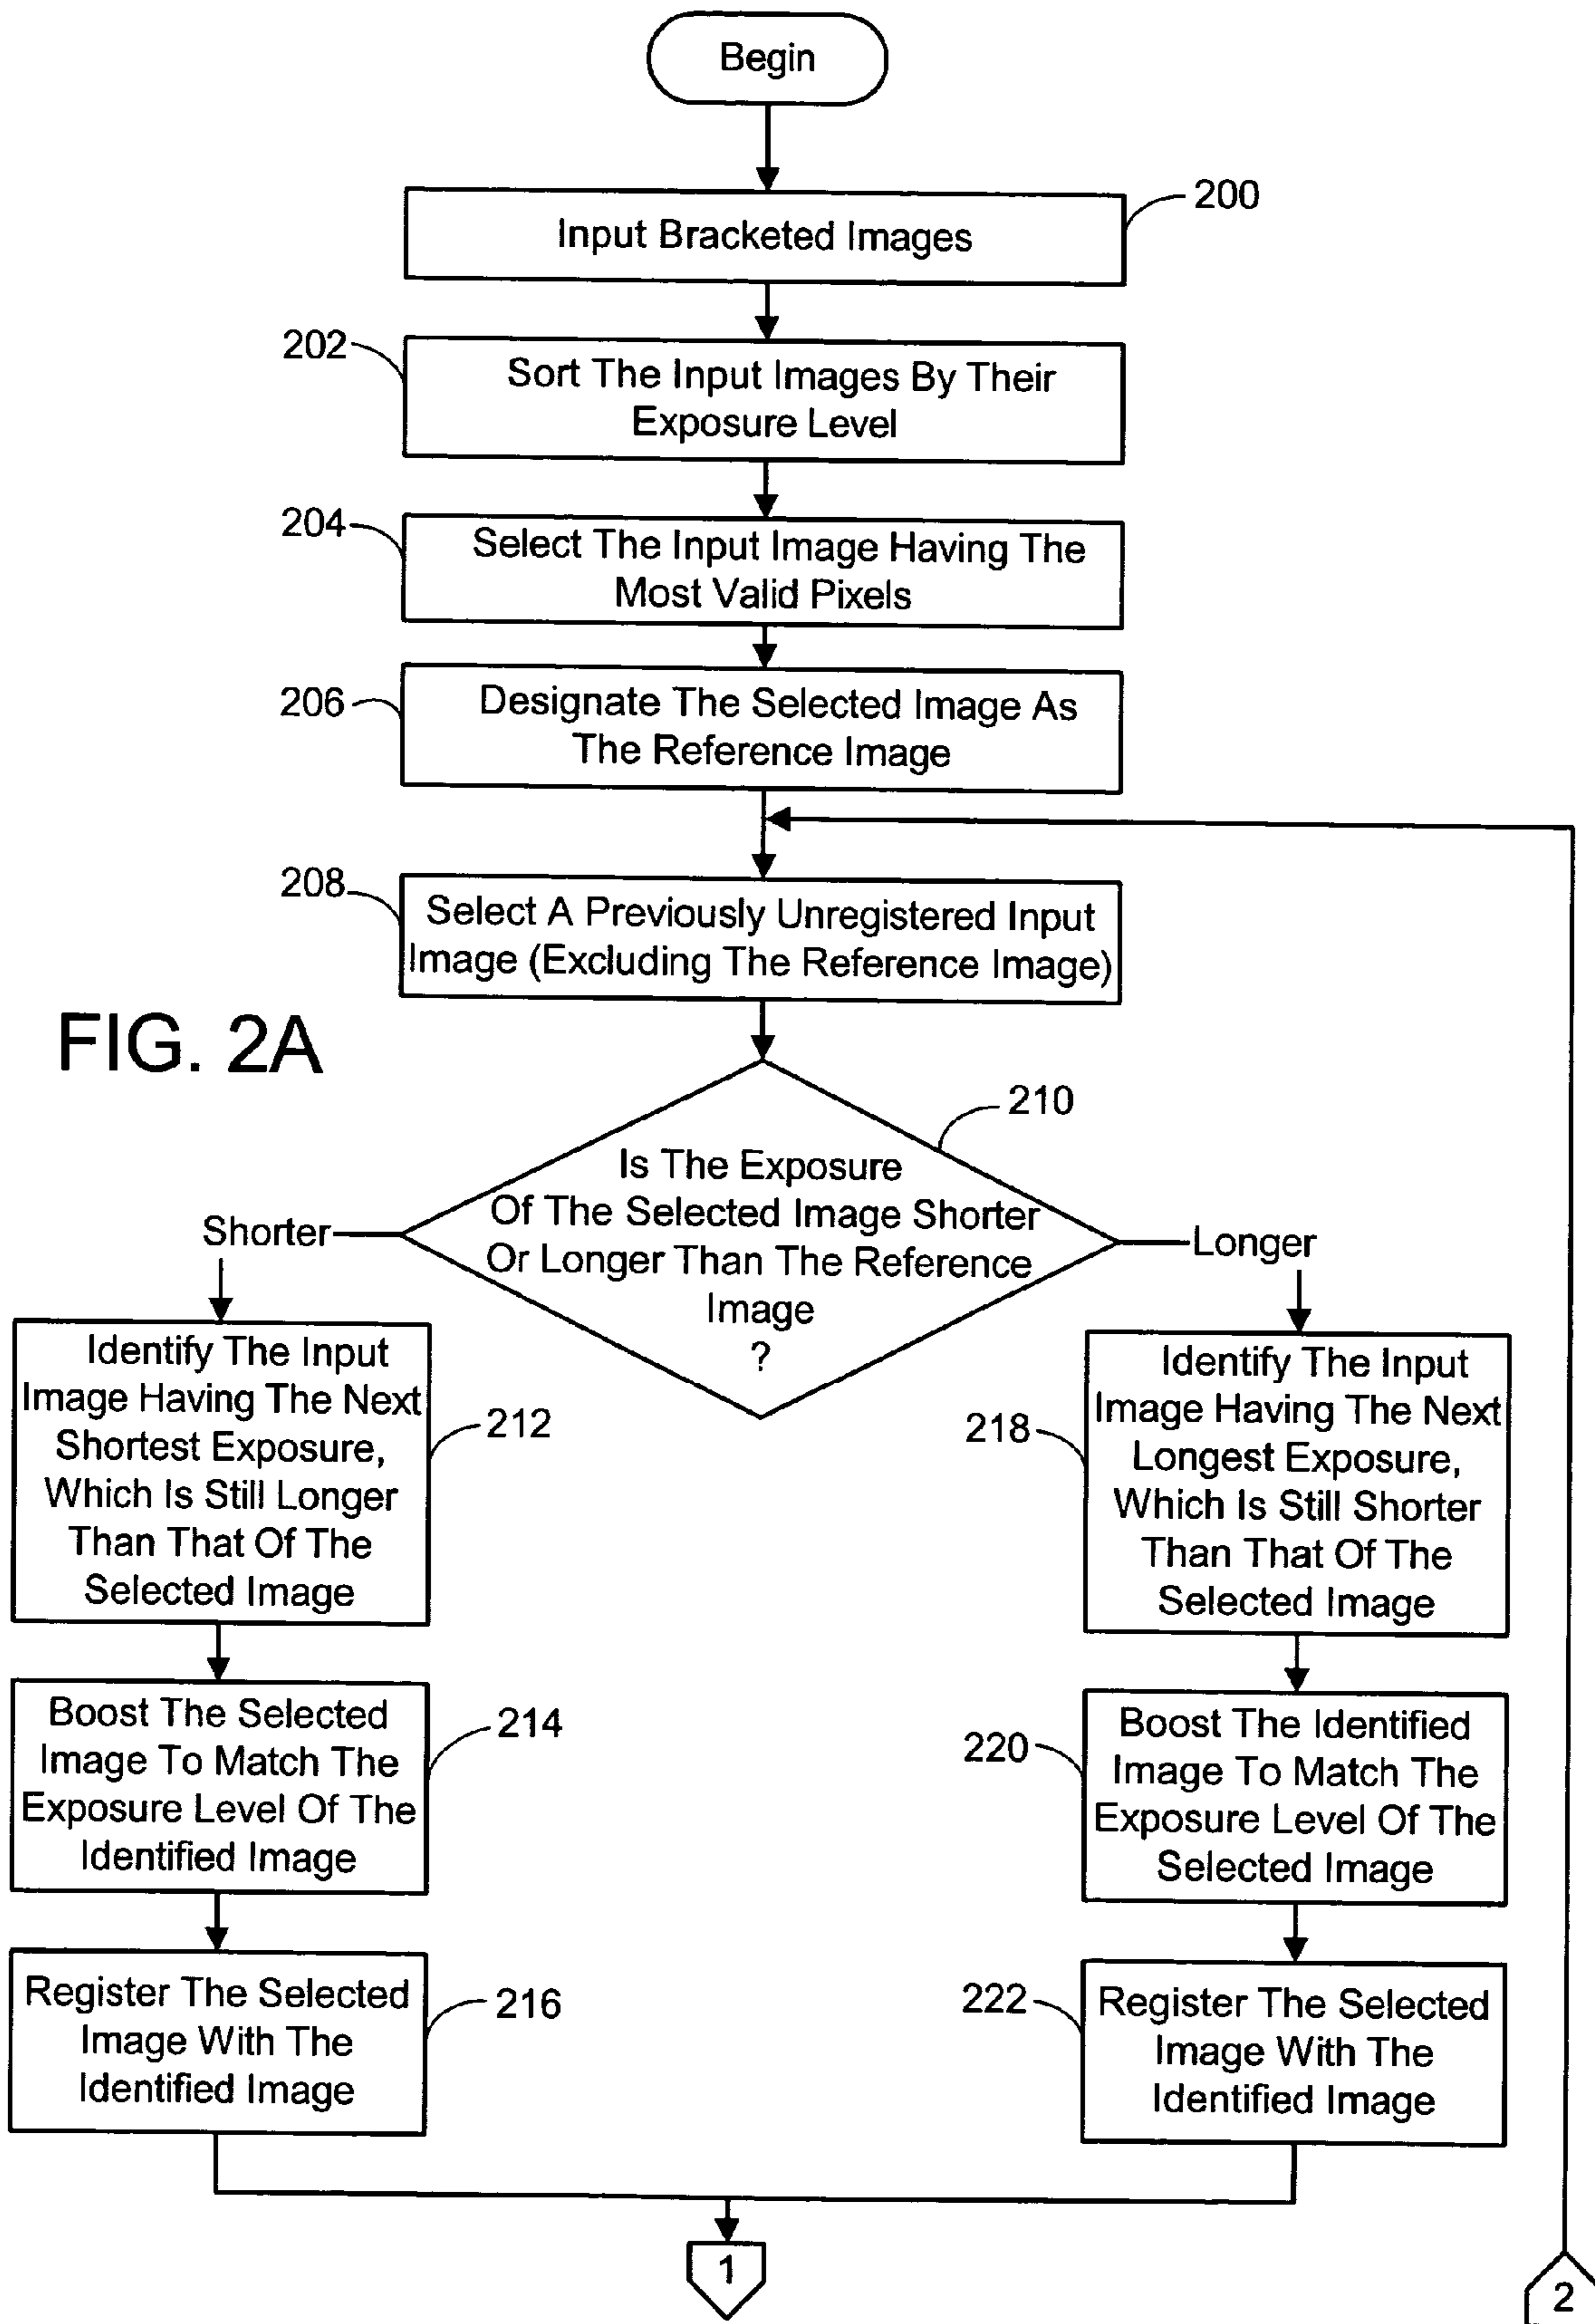 Begin
Input Bracketed Images
200
202
Sort The Input Images By Their
Exposure Level
204
Select The Input Image Having The
Most Valid Pixels
206
Designate The Selected Image As
The Reference Image
208
Select A Previously Unregistered Input
Image (Excluding The Reference Image)
FIG. 2A
210
Is The Exposure
Of The Selected Image Shorter
Or Longer Than The Reference
Image
?
Shorter
Longer
Identify The Input
Image Having The Next
Shortest Exposure,
Which Is Still Longer
Than That Of The
Selected Image
212
218
Identify The Input
Image Having The Next
Longest Exposure,
Which Is Still Shorter
Than That Of The
Selected Image
Boost The Selected
Image To Match The
Exposure Level Of The
Identified Image
214
220
Boost The Identified
Image To Match The
Exposure Level Of The
Selected Image
Register The Selected
Image With The
Identified Image
216
222
Register The Selected
Image With The
Identified Image
1
2